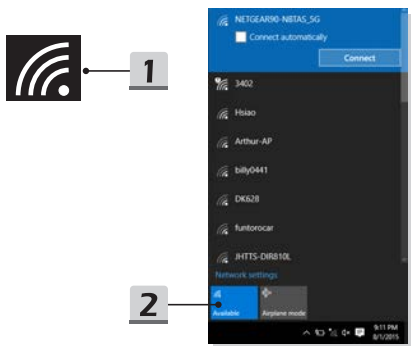 1
NETGEAR90-NBTAS_5G
Connect automatically
Connect
3402
Hsiao
Arthur-AP
billy0441
DK628
funtorocar
JHTTS-DIR810L
Network settings
2
Available
Airplane mode
9:11 PM
8/1/2015